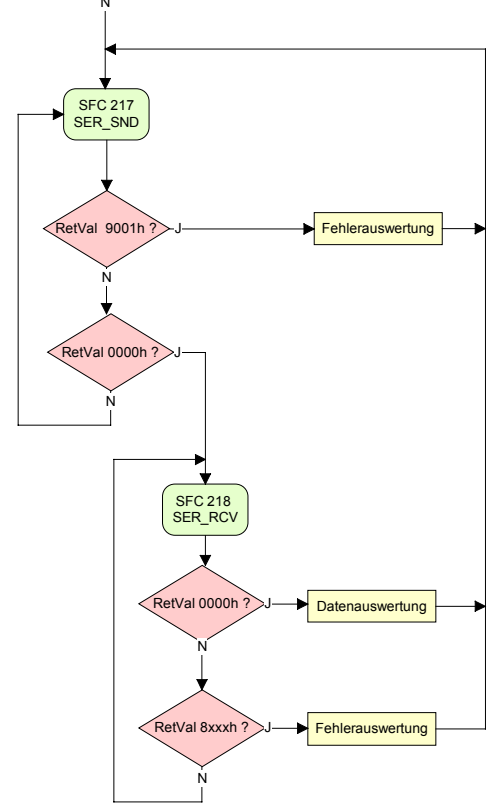 N
SFC 217
SER_SND
RetVal 9001h ?
J
Fehlerauswertung
N
RetVal 0000h ?
J
N
SFC 218
SER_RCV
RetVal 0000h ?
J
Datenauswertung
N
RetVal 8xxxh ?
J
Fehlerauswertung
N